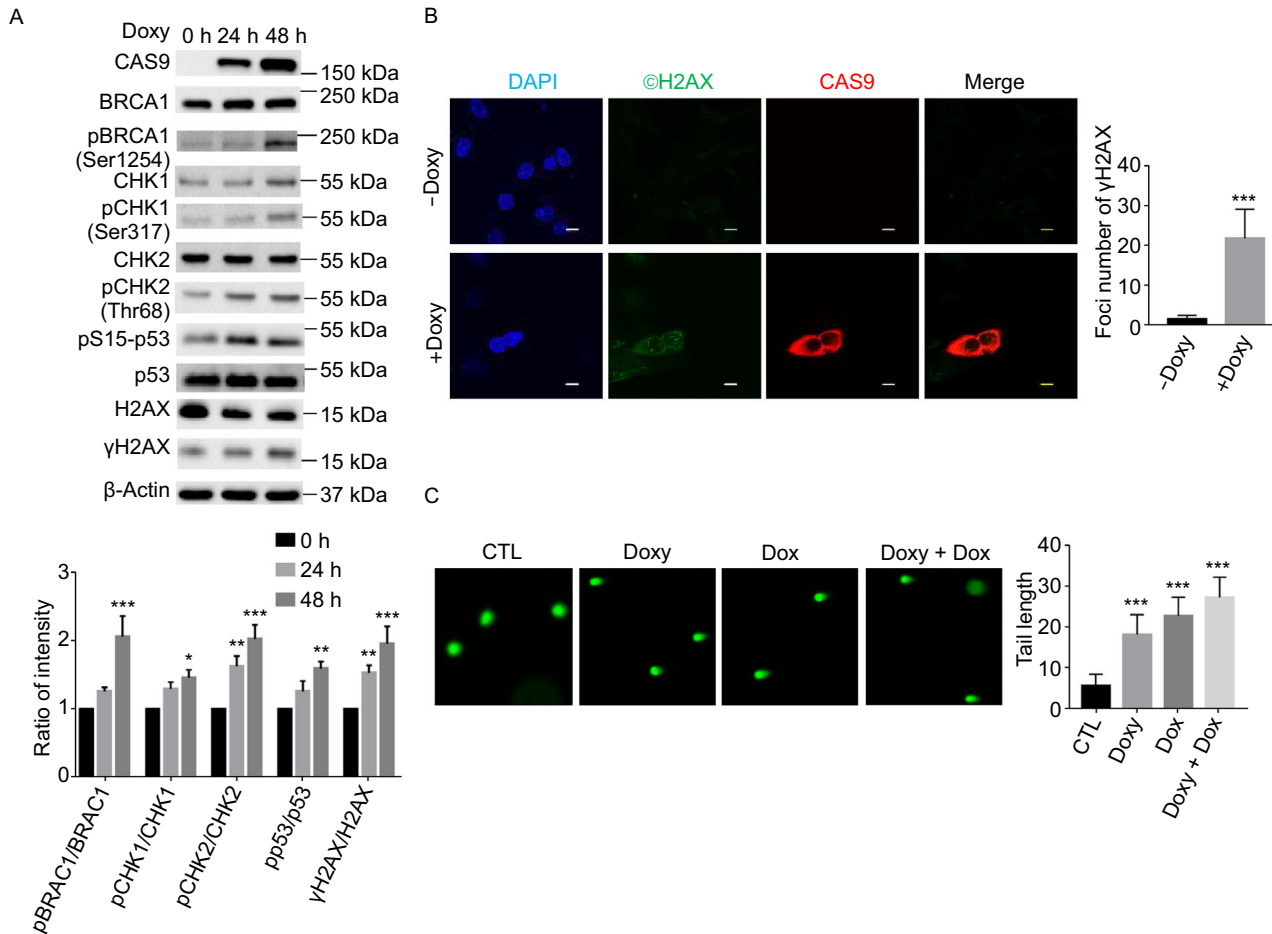 A
Doxy 0 h 24 h 48 h
CAS9
150 kDa
BRCA1
250 kDa
pBRCA1
(Ser1254)
250 kDa
CHK1
55 kDa
pCHK1
(Ser317)
55 kDa
CHK2
55 kDa
pCHK2
(Thr68)
55 kDa
pS15-p53
55 kDa
p53
55 kDa
H2AX
15 kDa
γH2AX
15 kDa
β-Actin
37 kDa
0 h
24 h
48 h
Ratio of intensity
3
2
1
0
***
*
**
***
**
**
***
pBRAC1/BRAC1
pCHK1/CHK1
pCHK2/CHK2
pp53/p53
γH2AX/H2AX
B
DAPI
©H2AX
CAS9
Merge
–Doxy
+Doxy
Foci number of γH2AX
40
30
20
10
0
***
–Doxy
+Doxy
C
CTL
Doxy
Dox
Doxy + Dox
Tail length
40
30
20
10
0
***
***
***
CTL
Doxy
Dox
Doxy + Dox